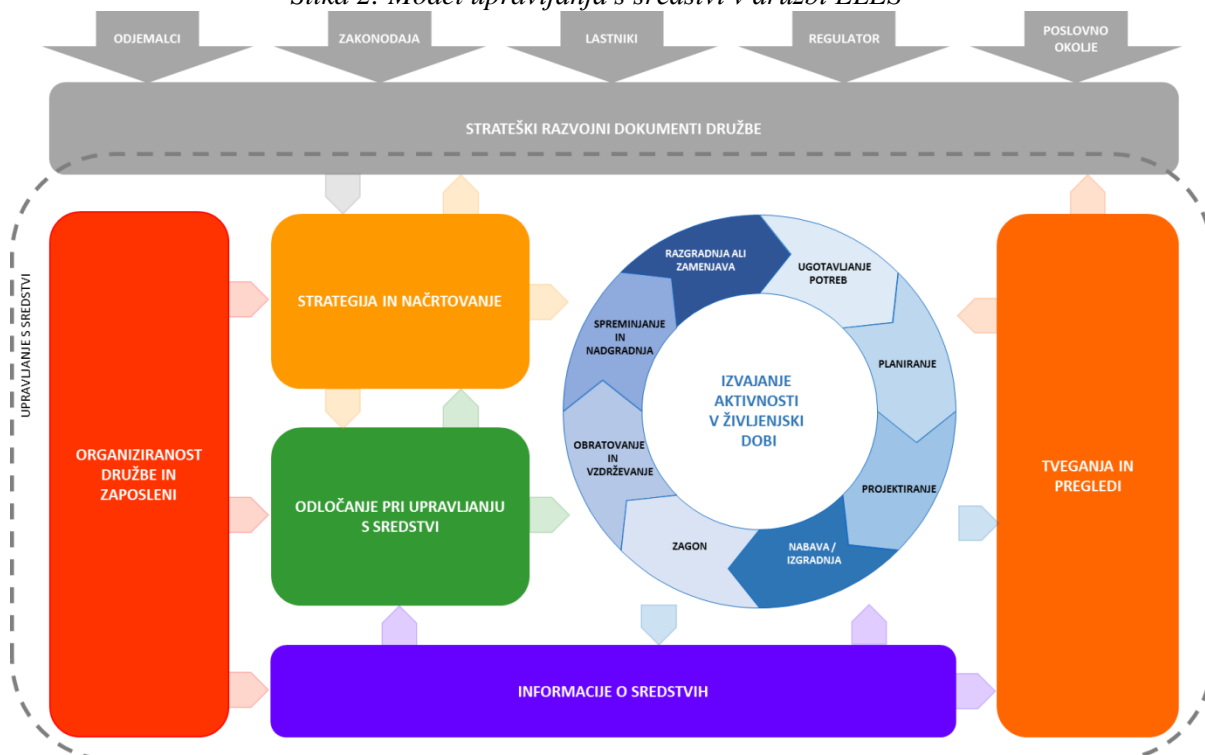 Slika 2: Model upravljanja s sredstvi v družbi ELES
ODJEMALCI
ZAKONODAJA
LASTNIKI
REGULATOR
POSLOVNO
OKOLJE
STRATEŠKI RAZVOJNI DOKUMENTI DRUŽBE
UPRAVLJANJE S SREDSTVI
ORGANIZIRANOST
DRUŽBE IN
ZAPOSLENI
STRATEGIJA IN NAČRTOVANJE
ODLOČANJE PRI UPRAVLJANJU
S SREDSTVI
RAZGRADNJA ALI
ZAMENJAVA
UGOTAVLJANJE
POTREB
PLANIRANJE
PROJEKTIRANJE
NABAVA /
IZGRADNJA
ZAGON
OBRATOVANJE
IN
VZDRŽEVANJE
SPREMINJANJE
IN
NADGRADNJA
IZVAJANJE
AKTIVNOSTI
V ŽIVLJENJSKI
DOBI
TVEGANJA IN
PREGLEDI
INFORMACIJE O SREDSTVIH